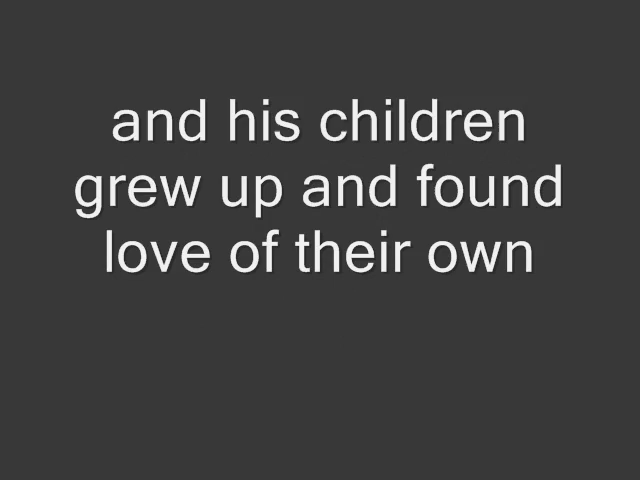 and his children
grew up and found
love of their own